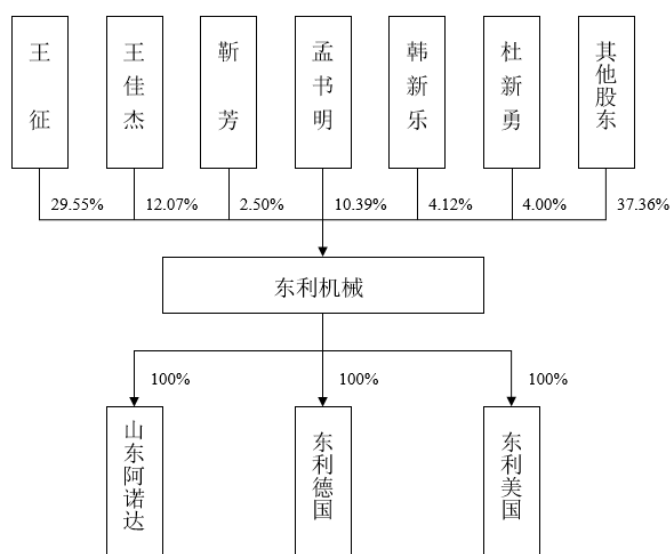 王征
王佳杰
靳芳
孟书明
韩新乐
杜新勇
其他股东
29.55%
12.07%
2.50%
10.39%
4.12%
4.00%
37.36%
东利机械
100%
100%
100%
山东阿诺达
东利德国
东利美国